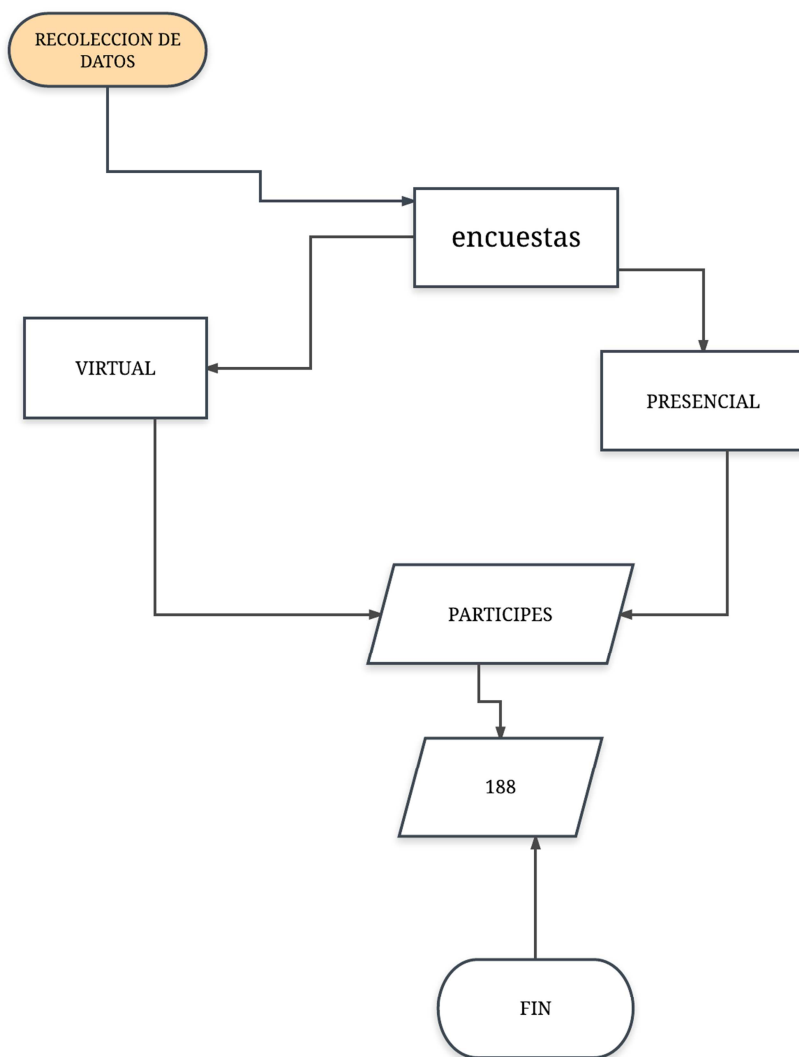 RECOLECCION DE
DATOS
encuestas
VIRTUAL
PRESENCIAL
PARTICIPES
188
FIN